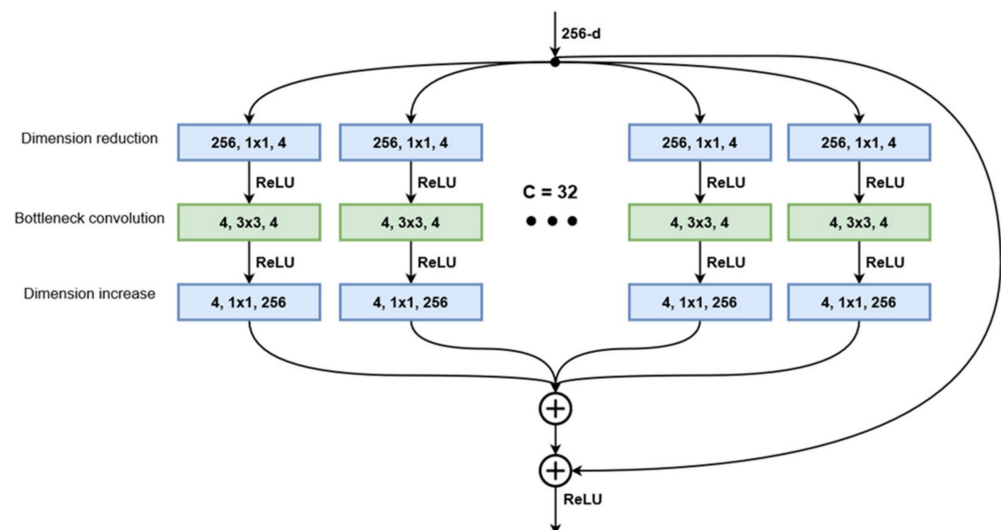 256-d
Dimension reduction
256, 1x1, 4
256, 1x1, 4
256, 1x1, 4
256, 1x1, 4
ReLU
ReLU
ReLU
ReLU
C = 32
Bottleneck convolution
4, 3x3, 4
4, 3x3, 4
4, 3x3, 4
4, 3x3, 4
ReLU
ReLU
ReLU
ReLU
Dimension increase
4, 1x1, 256
4, 1x1, 256
4, 1x1, 256
4, 1x1, 256
ReLU